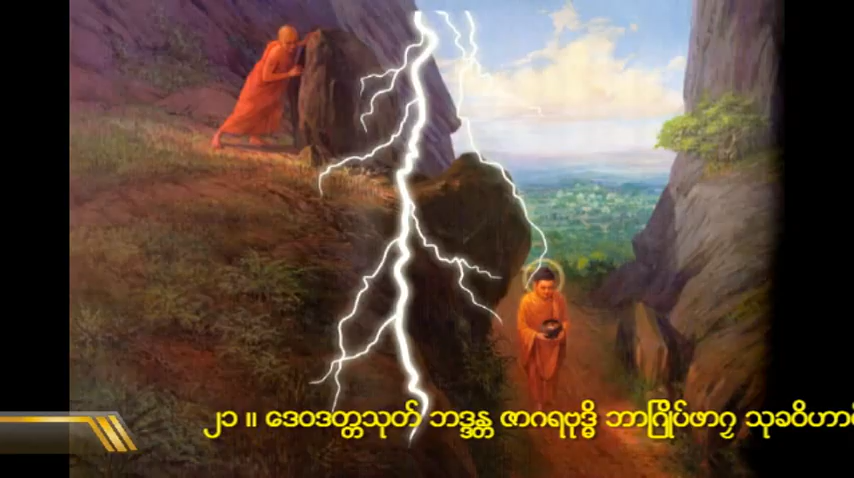 ၂၁ ။ ဒေဝဒတ္တသုတ် ဘဒ္ဒန္တ ဇာဂရဗုဒ္ဓိ ဘာဂြိုပ်ဖာဂှ သုခဝိဟာ